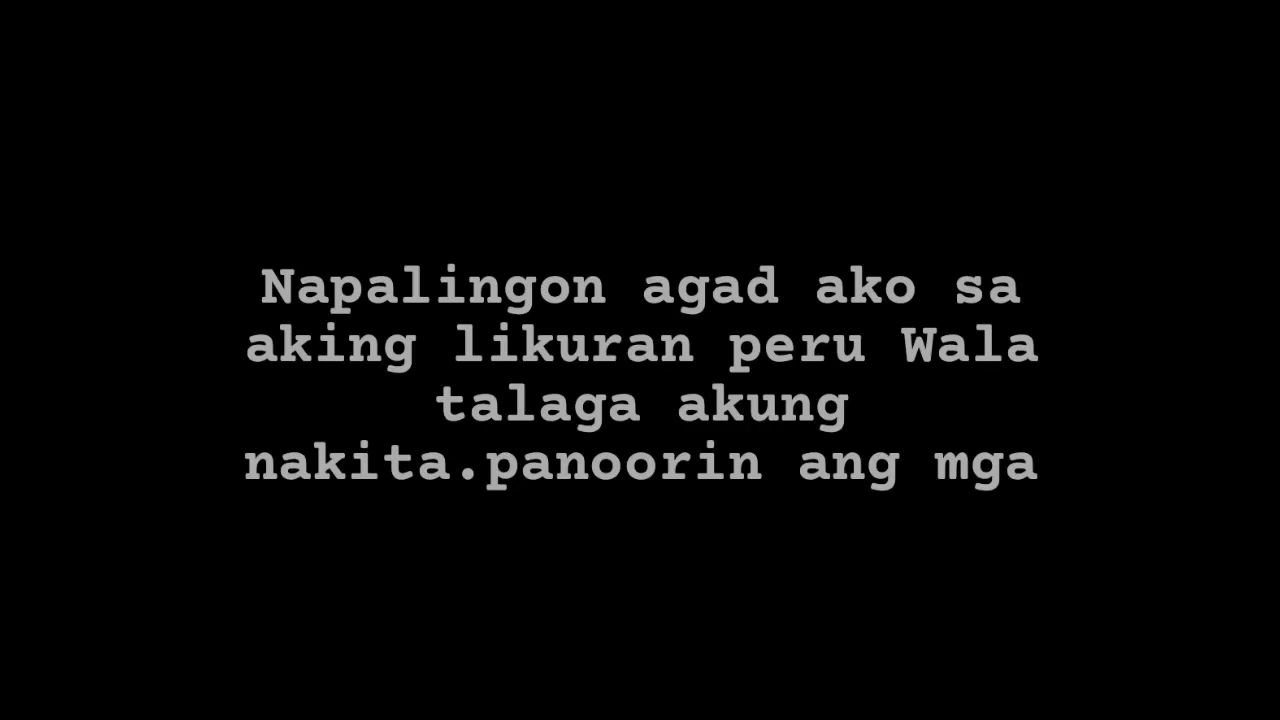 Napalingon agad ako sa
aking likuran peru Wala
talaga akung
nakita.panoorin ang mga